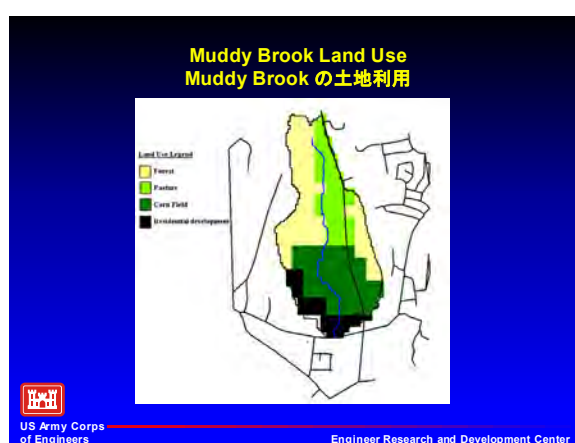 Muddy Brook Land Use
Muddy Brook の土地利用
Land Use Legend
Forest
Pasture
Corn Field
Residential development
US Army Corps
of Engineers
Engineer Research and Development Center